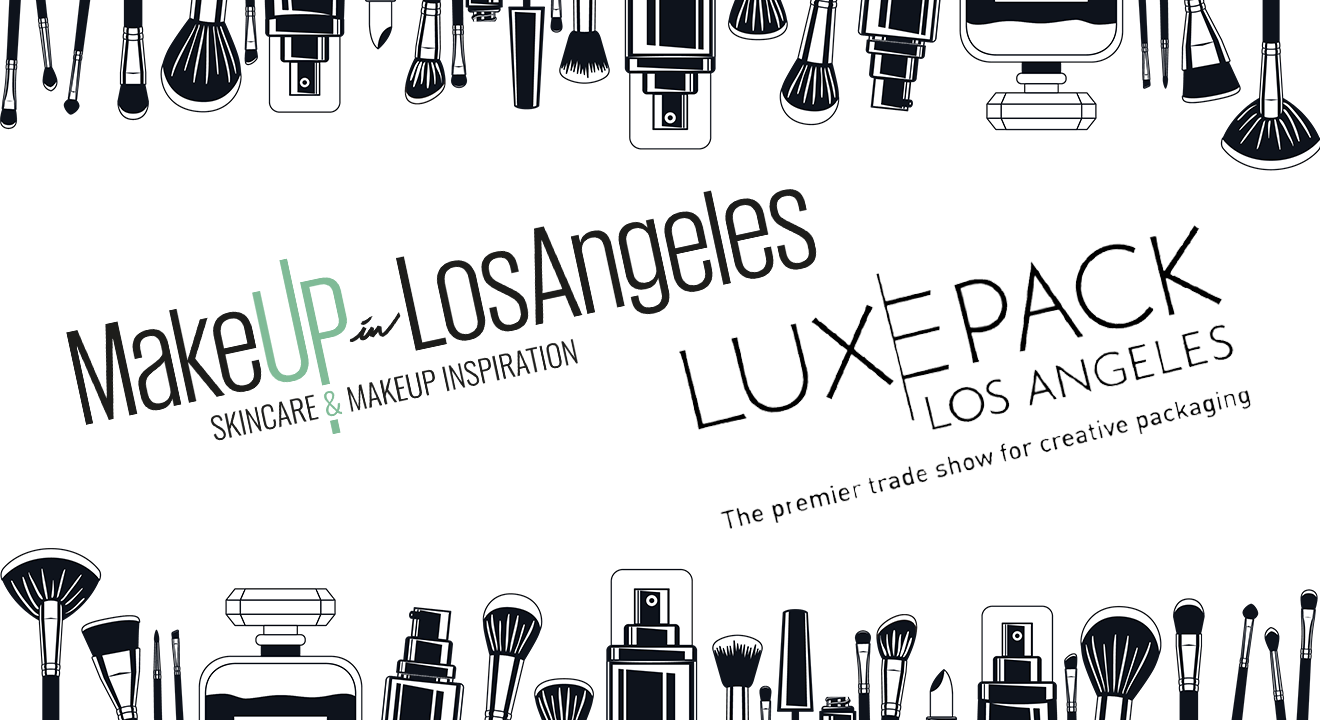 MakeUP in LosAngeles
SKINCARE & MAKEUP INSPIRATION
LUXE PACK
LOS ANGELES
The premier trade show for creative packaging